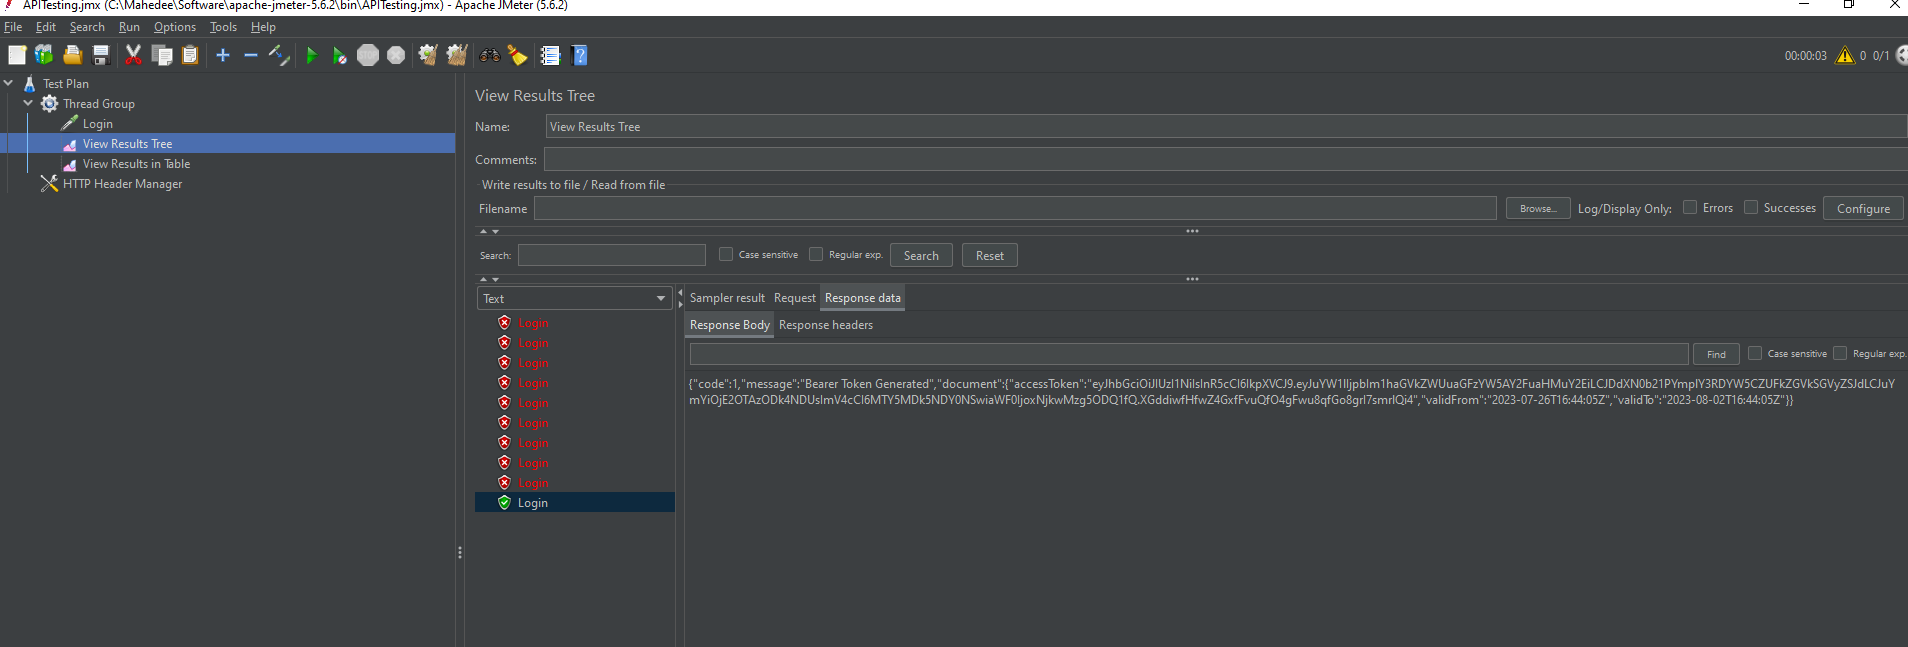 APITesting.jmx (C:\Mahedee\Software\apache-jmeter-5.6.2\bin\APITesting.jmx) - Apache JMeter (5.6.2)
File Edit Search Run Options Tools Help
00:00:03 0 0/1
Test Plan
Thread Group
Login
View Results Tree
View Results in Table
HTTP Header Manager
View Results Tree
Name: View Results Tree
Comments:
Write results to file / Read from file
Filename Browse... Log/Display Only: Errors Successes Configure
Search: Case sensitive Regular exp. Search Reset
Text
Login
Login
Login
Login
Login
Login
Login
Login
Login
Login
Sampler result Request Response data
Response Body Response headers
Find Case sensitive Regular exp.
{"code":1,"message":"Bearer Token Generated","document":{"accessToken":
"validFrom":"2023-07-26T16:44:05Z","validTo":"2023-08-02T16:44:05Z"}}